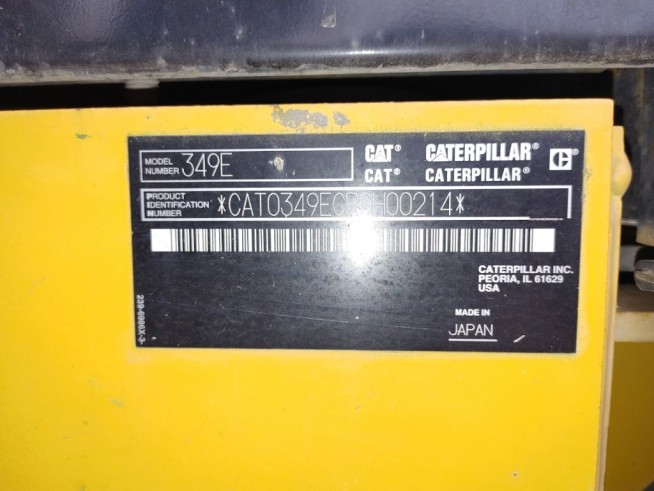 MODEL NUMBER 349E
CAT® CATERPILLAR® C
CAT® CATERPILLAR®
PRODUCT IDENTIFICATION NUMBER
CATERPILLAR INC.
PEORIA, IL 61629
USA
MADE IN
JAPAN